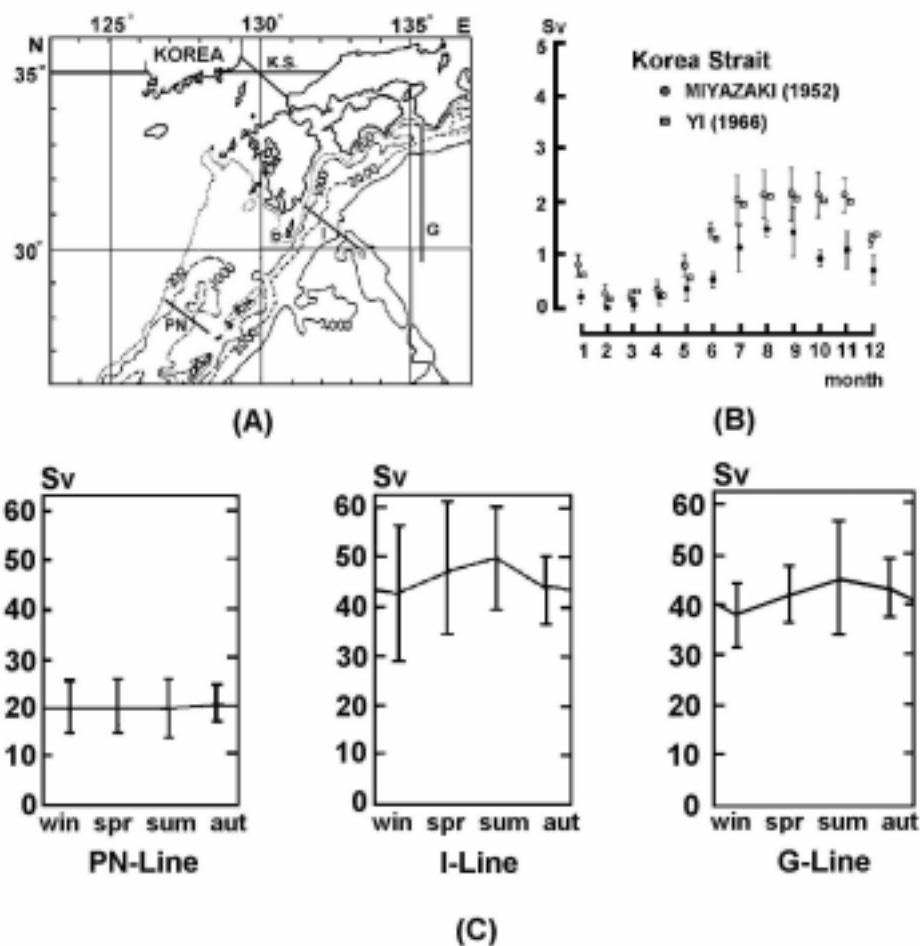 125° 130° 135° E
N
KOREA
K.S.
35°
30°
G
I
PN
1000
4000
(A)
Sv
5
4
3
2
1
0
Korea Strait
MIYAZAKI (1952)
YI (1966)
1 2 3 4 5 6 7 8 9 10 11 12
month
(B)
Sv
60
50
40
30
20
10
0
win spr sum aut
PN-Line
Sv
60
50
40
30
20
10
0
win spr sum aut
I-Line
Sv
60
50
40
30
20
10
0
win spr sum aut
G-Line
(C)